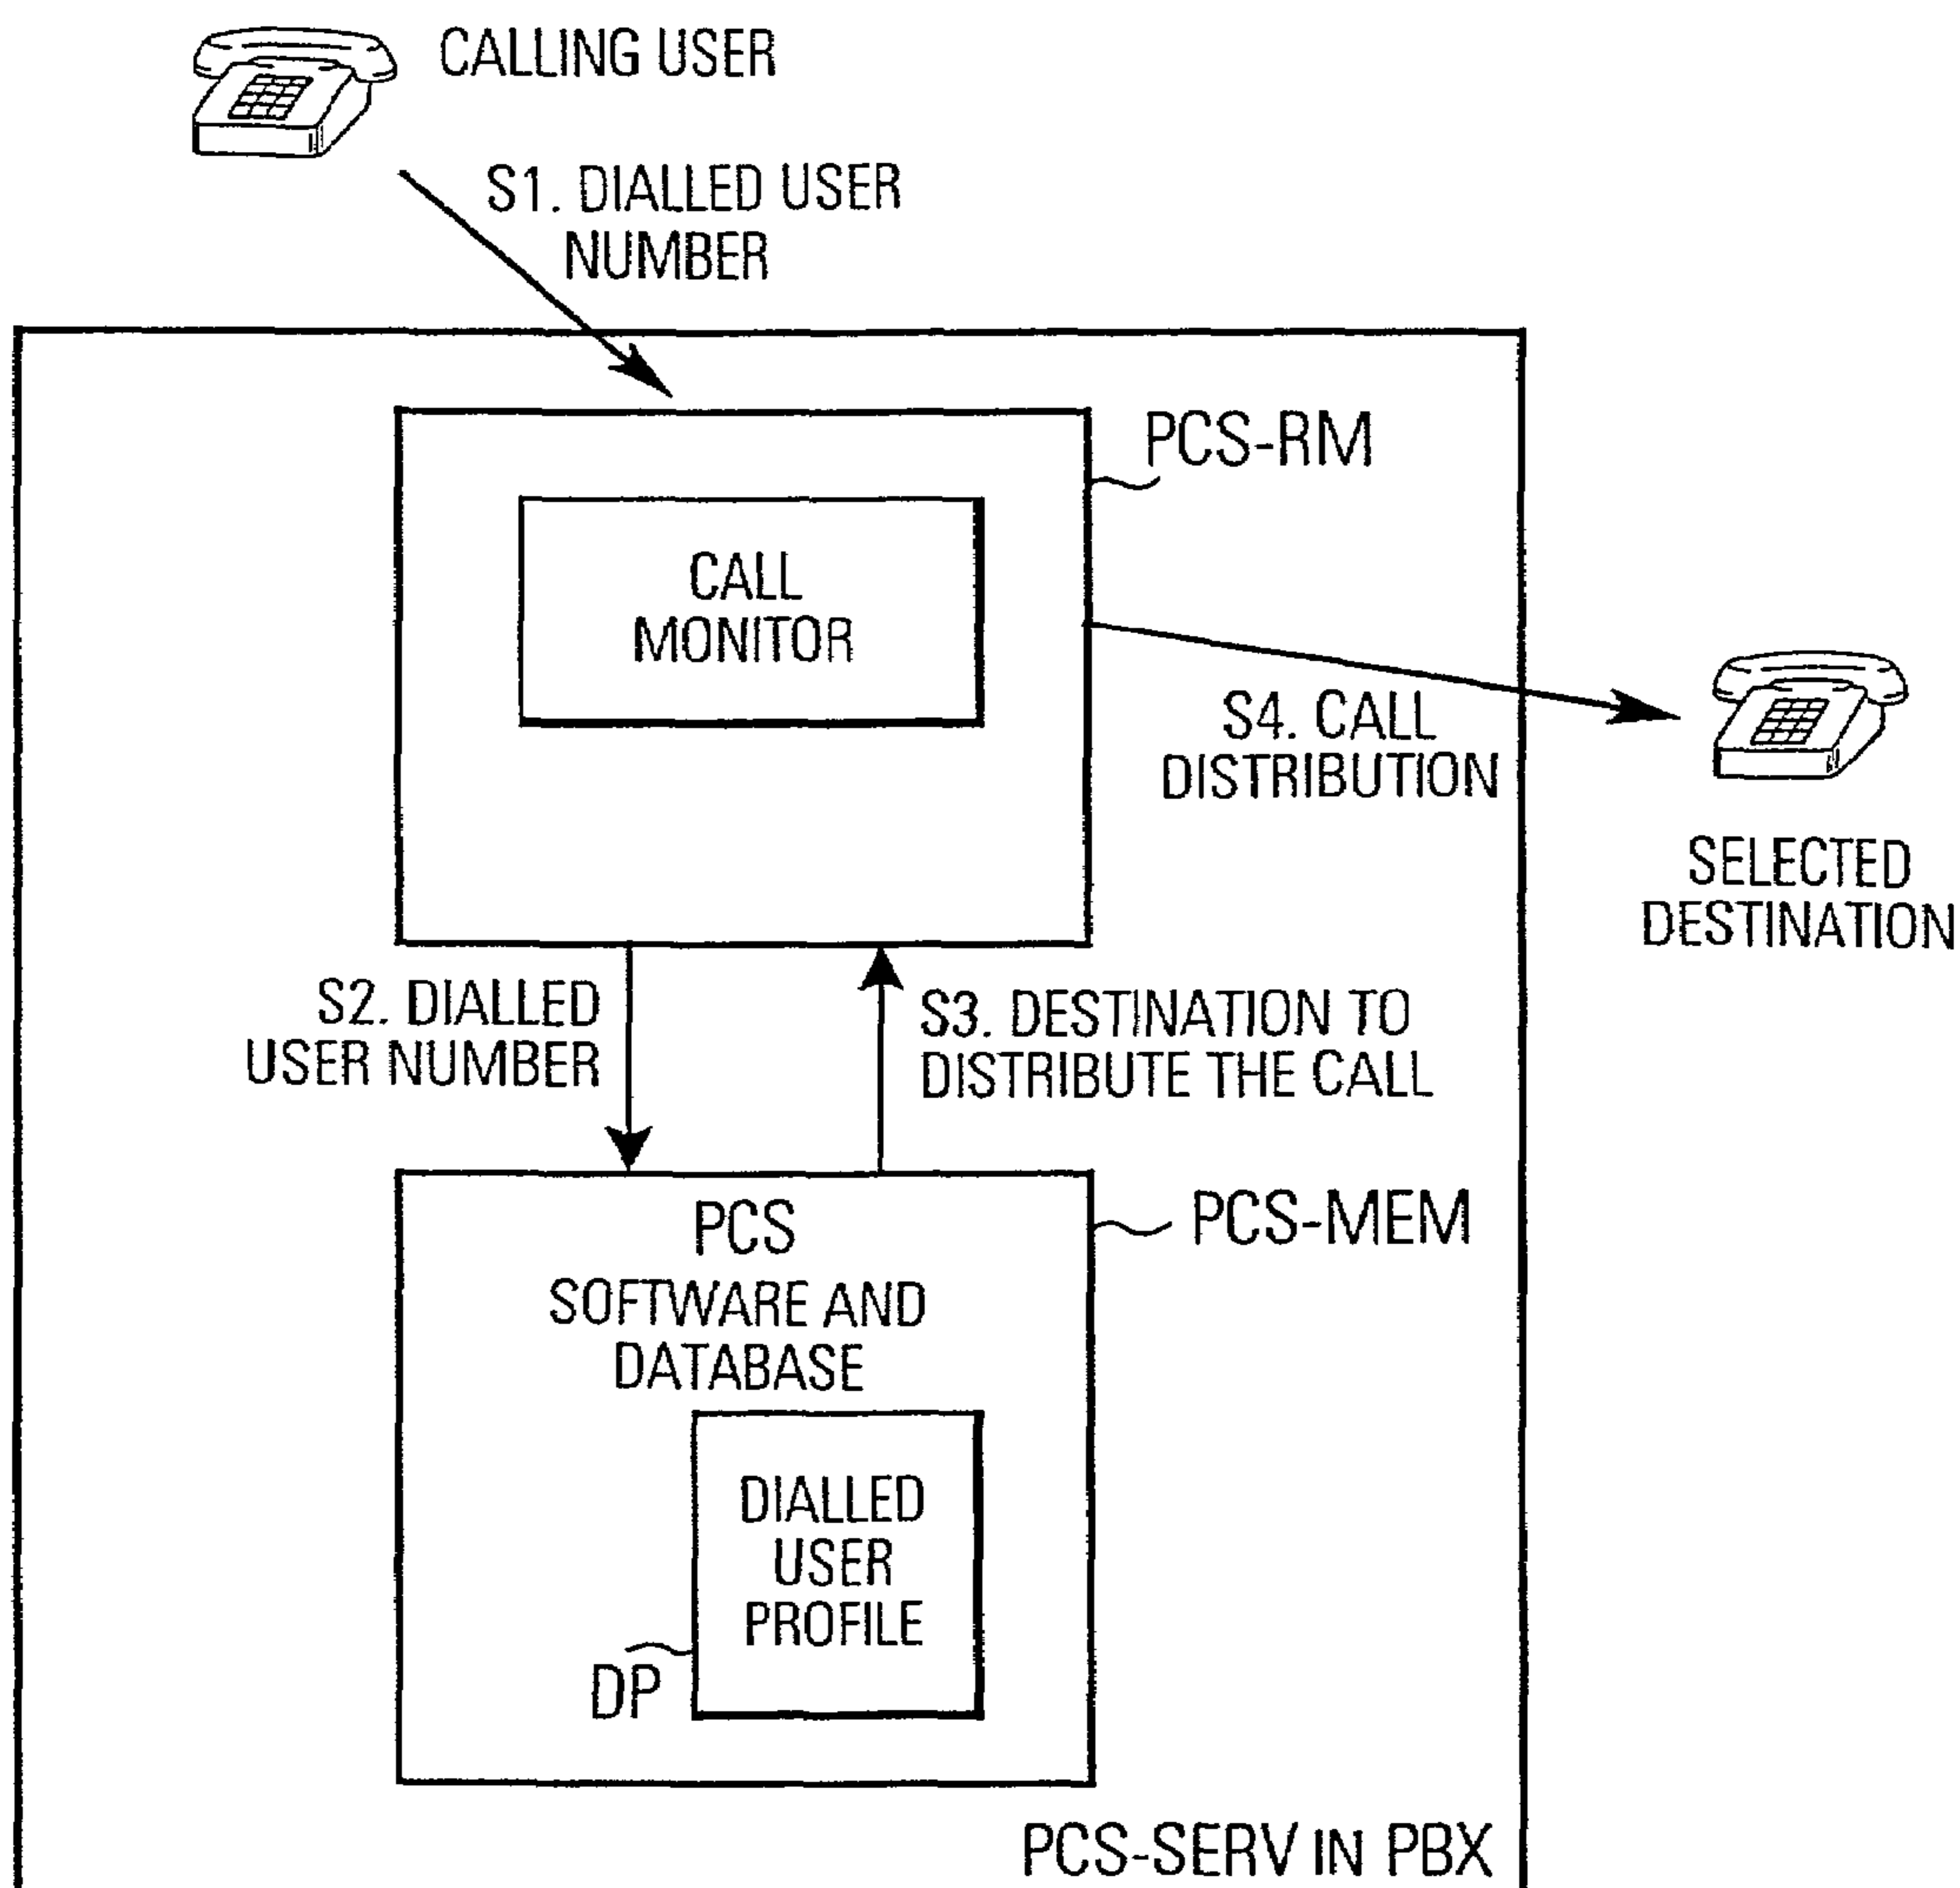 CALLING USER
S1. DIALLED USER
NUMBER
PCS-RM
CALL
MONITOR
S4. CALL
DISTRIBUTION
SELECTED
DESTINATION
S2. DIALLED
USER NUMBER
S3. DESTINATION TO
DISTRIBUTE THE CALL
PCS
SOFTWARE AND
DATABASE
PCS-MEM
DIALLED
USER
PROFILE
DP
PCS-SERV IN PBX